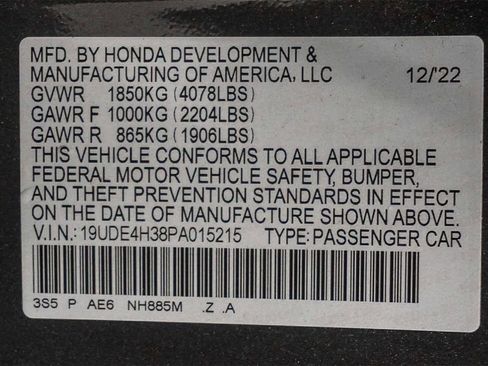 MFD. BY HONDA DEVELOPMENT &
MANUFACTURING OF AMERICA, LLC 12/'22
GVWR 1850KG (4078LBS)
GAWR F 1000KG (2204LBS)
GAWR R 865KG (1906LBS)
THIS VEHICLE CONFORMS TO ALL APPLICABLE
FEDERAL MOTOR VEHICLE SAFETY, BUMPER,
AND THEFT PREVENTION STANDARDS IN EFFECT
ON THE DATE OF MANUFACTURE SHOWN ABOVE.
V.I.N.: 19UDE4H38PA015215 TYPE: PASSENGER CAR
3S5 P AE6 NH885M .Z .A